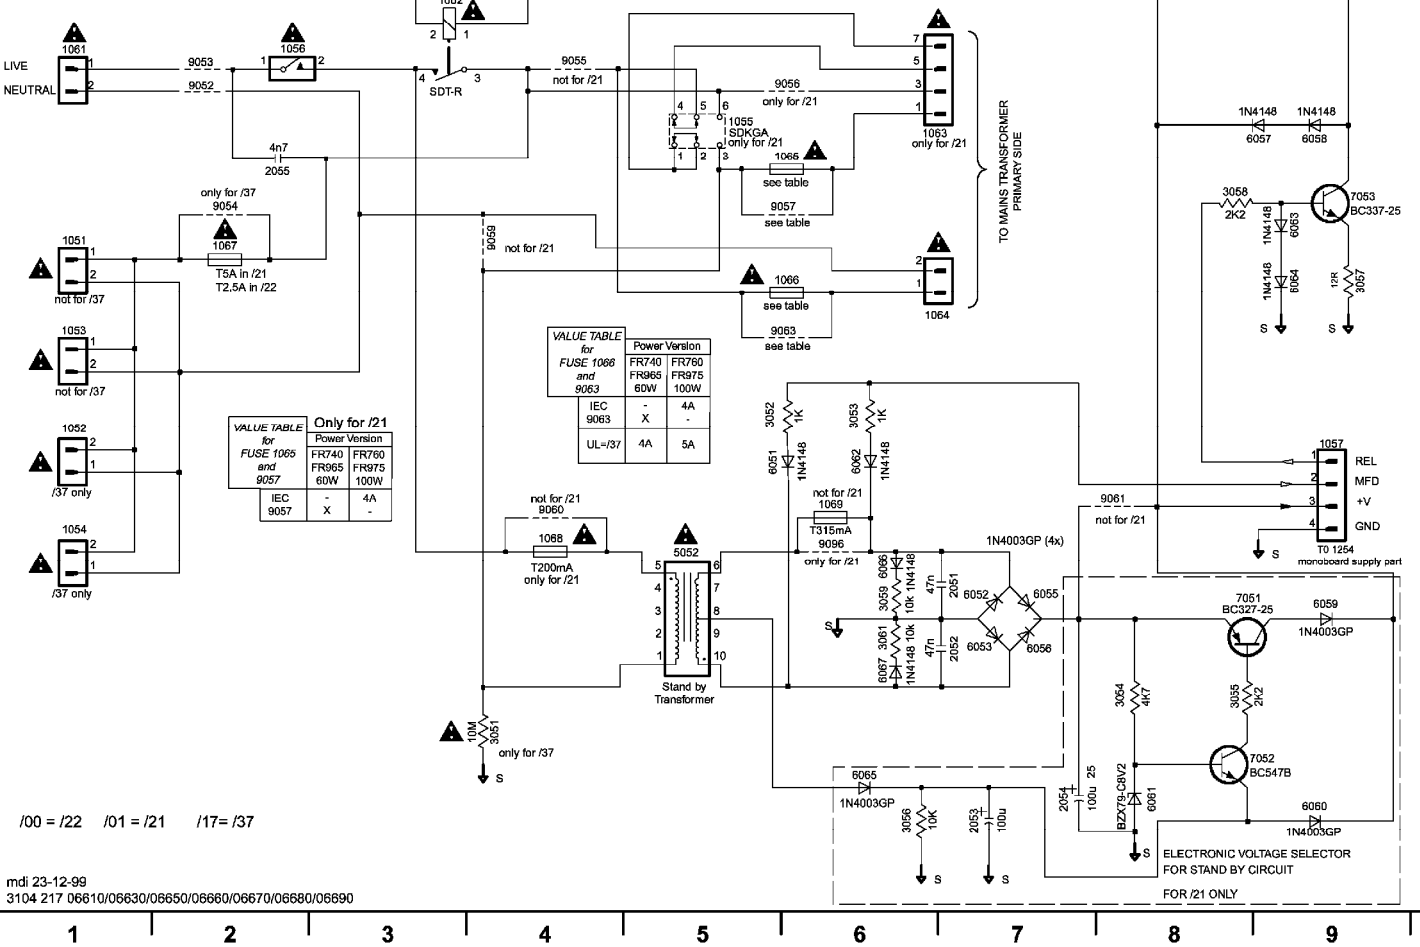 1061
LIVE
NEUTRAL
1
2
9053
9052
1056
1
2
2
1
4
3
SDT-R
9055
not for /21
9056
only for /21
4
5
6
1055
SDKGA
only for /21
1
2
3
7
5
3
1
1063
only for /21
TO MAINS TRANSFORMER
PRIMARY SIDE
1065
see table
9057
see table
4n7
2055
only for /37
9054
1067
T5A in /21
T2.5A in /22
9059
not for /21
1066
see table
9063
see table
2
1
1064
1051
1
2
not for /37
1053
1
2
not for /37
1052
2
1
/37 only
1054
2
1
/37 only
VALUE TABLE
for
FUSE 1066
and
9063
Power Version
FR740 FR760
FR965 FR975
60W 100W
IEC - 4A
9063 X -
UL=/37 4A 5A
VALUE TABLE
for
FUSE 1065
and
9057
Only for /21
Power Version
FR740 FR760
FR965 FR975
60W 100W
IEC - 4A
9057 X -
1N4148 1N4148
6057 6058
3058
2K2
7053
BC337-25
1N4148
6063
1N4148
6064
12R
3057
S
S
3052
1K
3053
1K
6051
1N4148
6062
1N4148
not for /21
1069
T315mA
9096
only for /21
not for /21
9060
1068
T200mA
only for /21
5052
5
4
3
2
1
6
7
8
9
10
Stand by
Transformer
6066
1N4148
3059
10k
3061
10k
6067
1N4148
47n
2051
47n
2052
S
1N4003GP (4x)
6052
6055
6053
6056
9061
not for /21
1057
1 REL
2 MFD
3 +V
4 GND
S
TO 1254
monoboard supply part
7051
BC327-25
6059
1N4003GP
3054
4K7
3055
2K2
7052
BC547B
25
2054
100u
BZX79-C8V2
6061
S
6060
1N4003GP
6065
1N4003GP
3056
10K
2053
100u
S
S
ELECTRONIC VOLTAGE SELECTOR
FOR STAND BY CIRCUIT
FOR /21 ONLY
10M
3051
only for /37
S
/00 = /22 /01 = /21 /17= /37
mdi 23-12-99
3104 217 06610/06630/06650/06660/06670/06680/06690
1 2 3 4 5 6 7 8 9